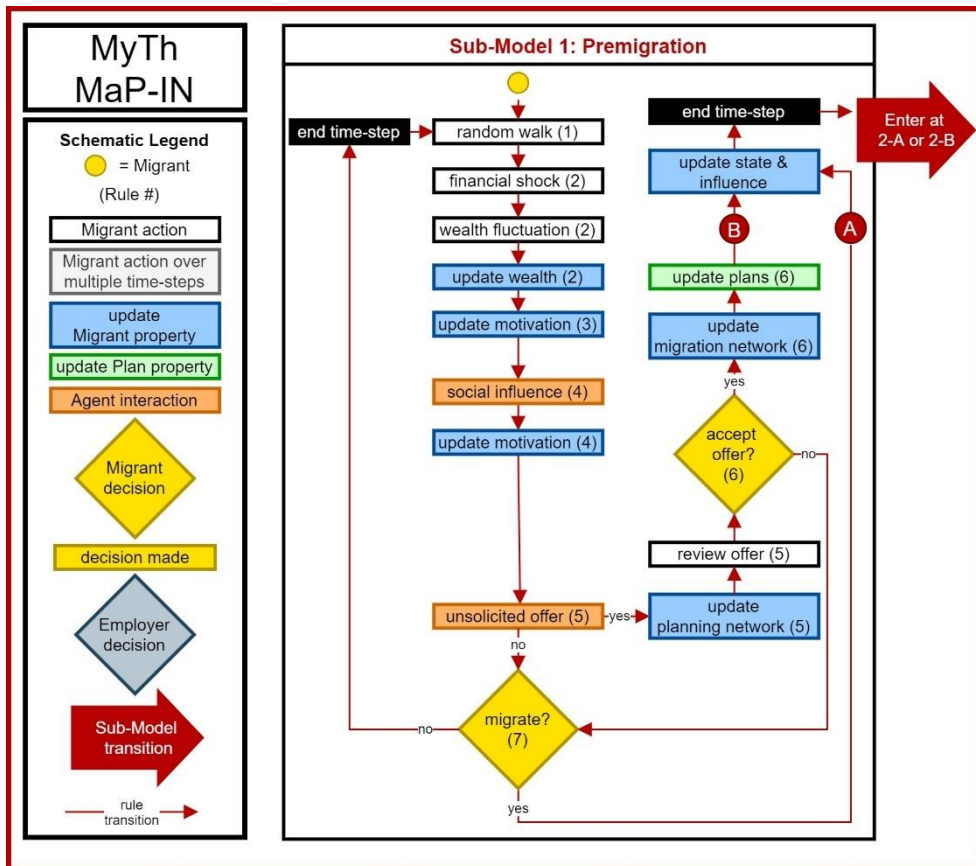 MyTh
MaP-IN
Schematic Legend
= Migrant
(Rule #)
Migrant action
Migrant action over
multiple time-steps
update
Migrant property
update Plan property
Agent interaction
Migrant
decision
decision made
Employer
decision
Sub-Model
transition
rule
transition
Sub-Model 1: Premigration
end time-step
random walk (1)
financial shock (2)
wealth fluctuation (2)
update wealth (2)
update motivation (3)
social influence (4)
update motivation (4)
unsolicited offer (5)
yes
no
migrate?
(7)
no
yes
update
planning network (5)
review offer (5)
accept
offer?
(6)
no
yes
update
migration network (6)
update plans (6)
B
A
update state &
influence
end time-step
Enter at
2-A or 2-B